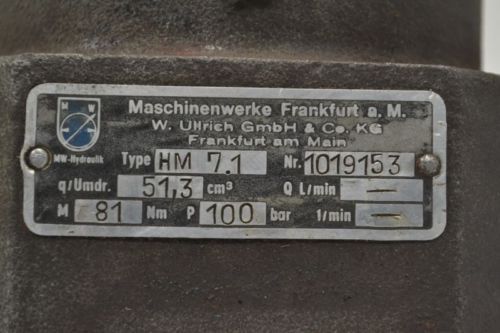 M W
MW-Hydraulik
Maschinenwerke Frankfurt a. M.
W. Ullrich GmbH & Co. KG
Frankfurt am Main
Type HM 7.1 Nr. 1019153
q/Umdr. 51,3 cm³ Q L/min —
M 81 Nm P 100 bar 1/min —